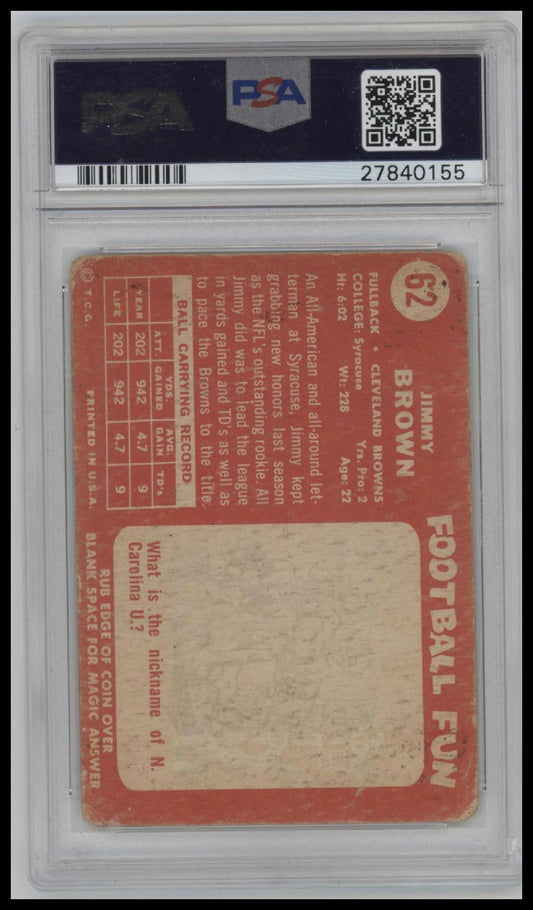 PSA
PSA
27840155
62
JIMMY
BROWN
FULLBACK • CLEVELAND BROWNS
COLLEGE: Syracuse Yrs. Pro: 2
Ht: 6:02 Wt: 228 Age: 22
An All-American and all-around let-
terman at Syracuse, Jimmy kept
grabbing new honors last season
as the NFL's outstanding rookie. All
Jimmy did was to lead the league
in yards gained and TD's as well as
to pace the Browns to the title.
BALL CARRYING RECORD
ATT. YDS. GAINED AVG. GAIN TD's
YEAR 202 942 4.7 9
LIFE 202 942 4.7 9
© T.C.G. PRINTED IN U.S.A.
FOOTBALL FUN
What is the nickname of N.
Carolina U.?
RUB EDGE OF COIN OVER
BLANK SPACE FOR MAGIC ANSWER